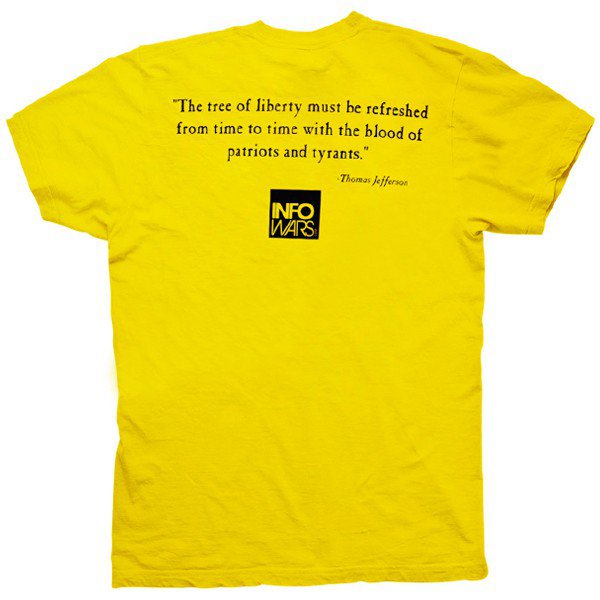 "The tree of liberty must be refreshed
from time to time with the blood of
patriots and tyrants."
-Thomas Jefferson
INFO
WARS